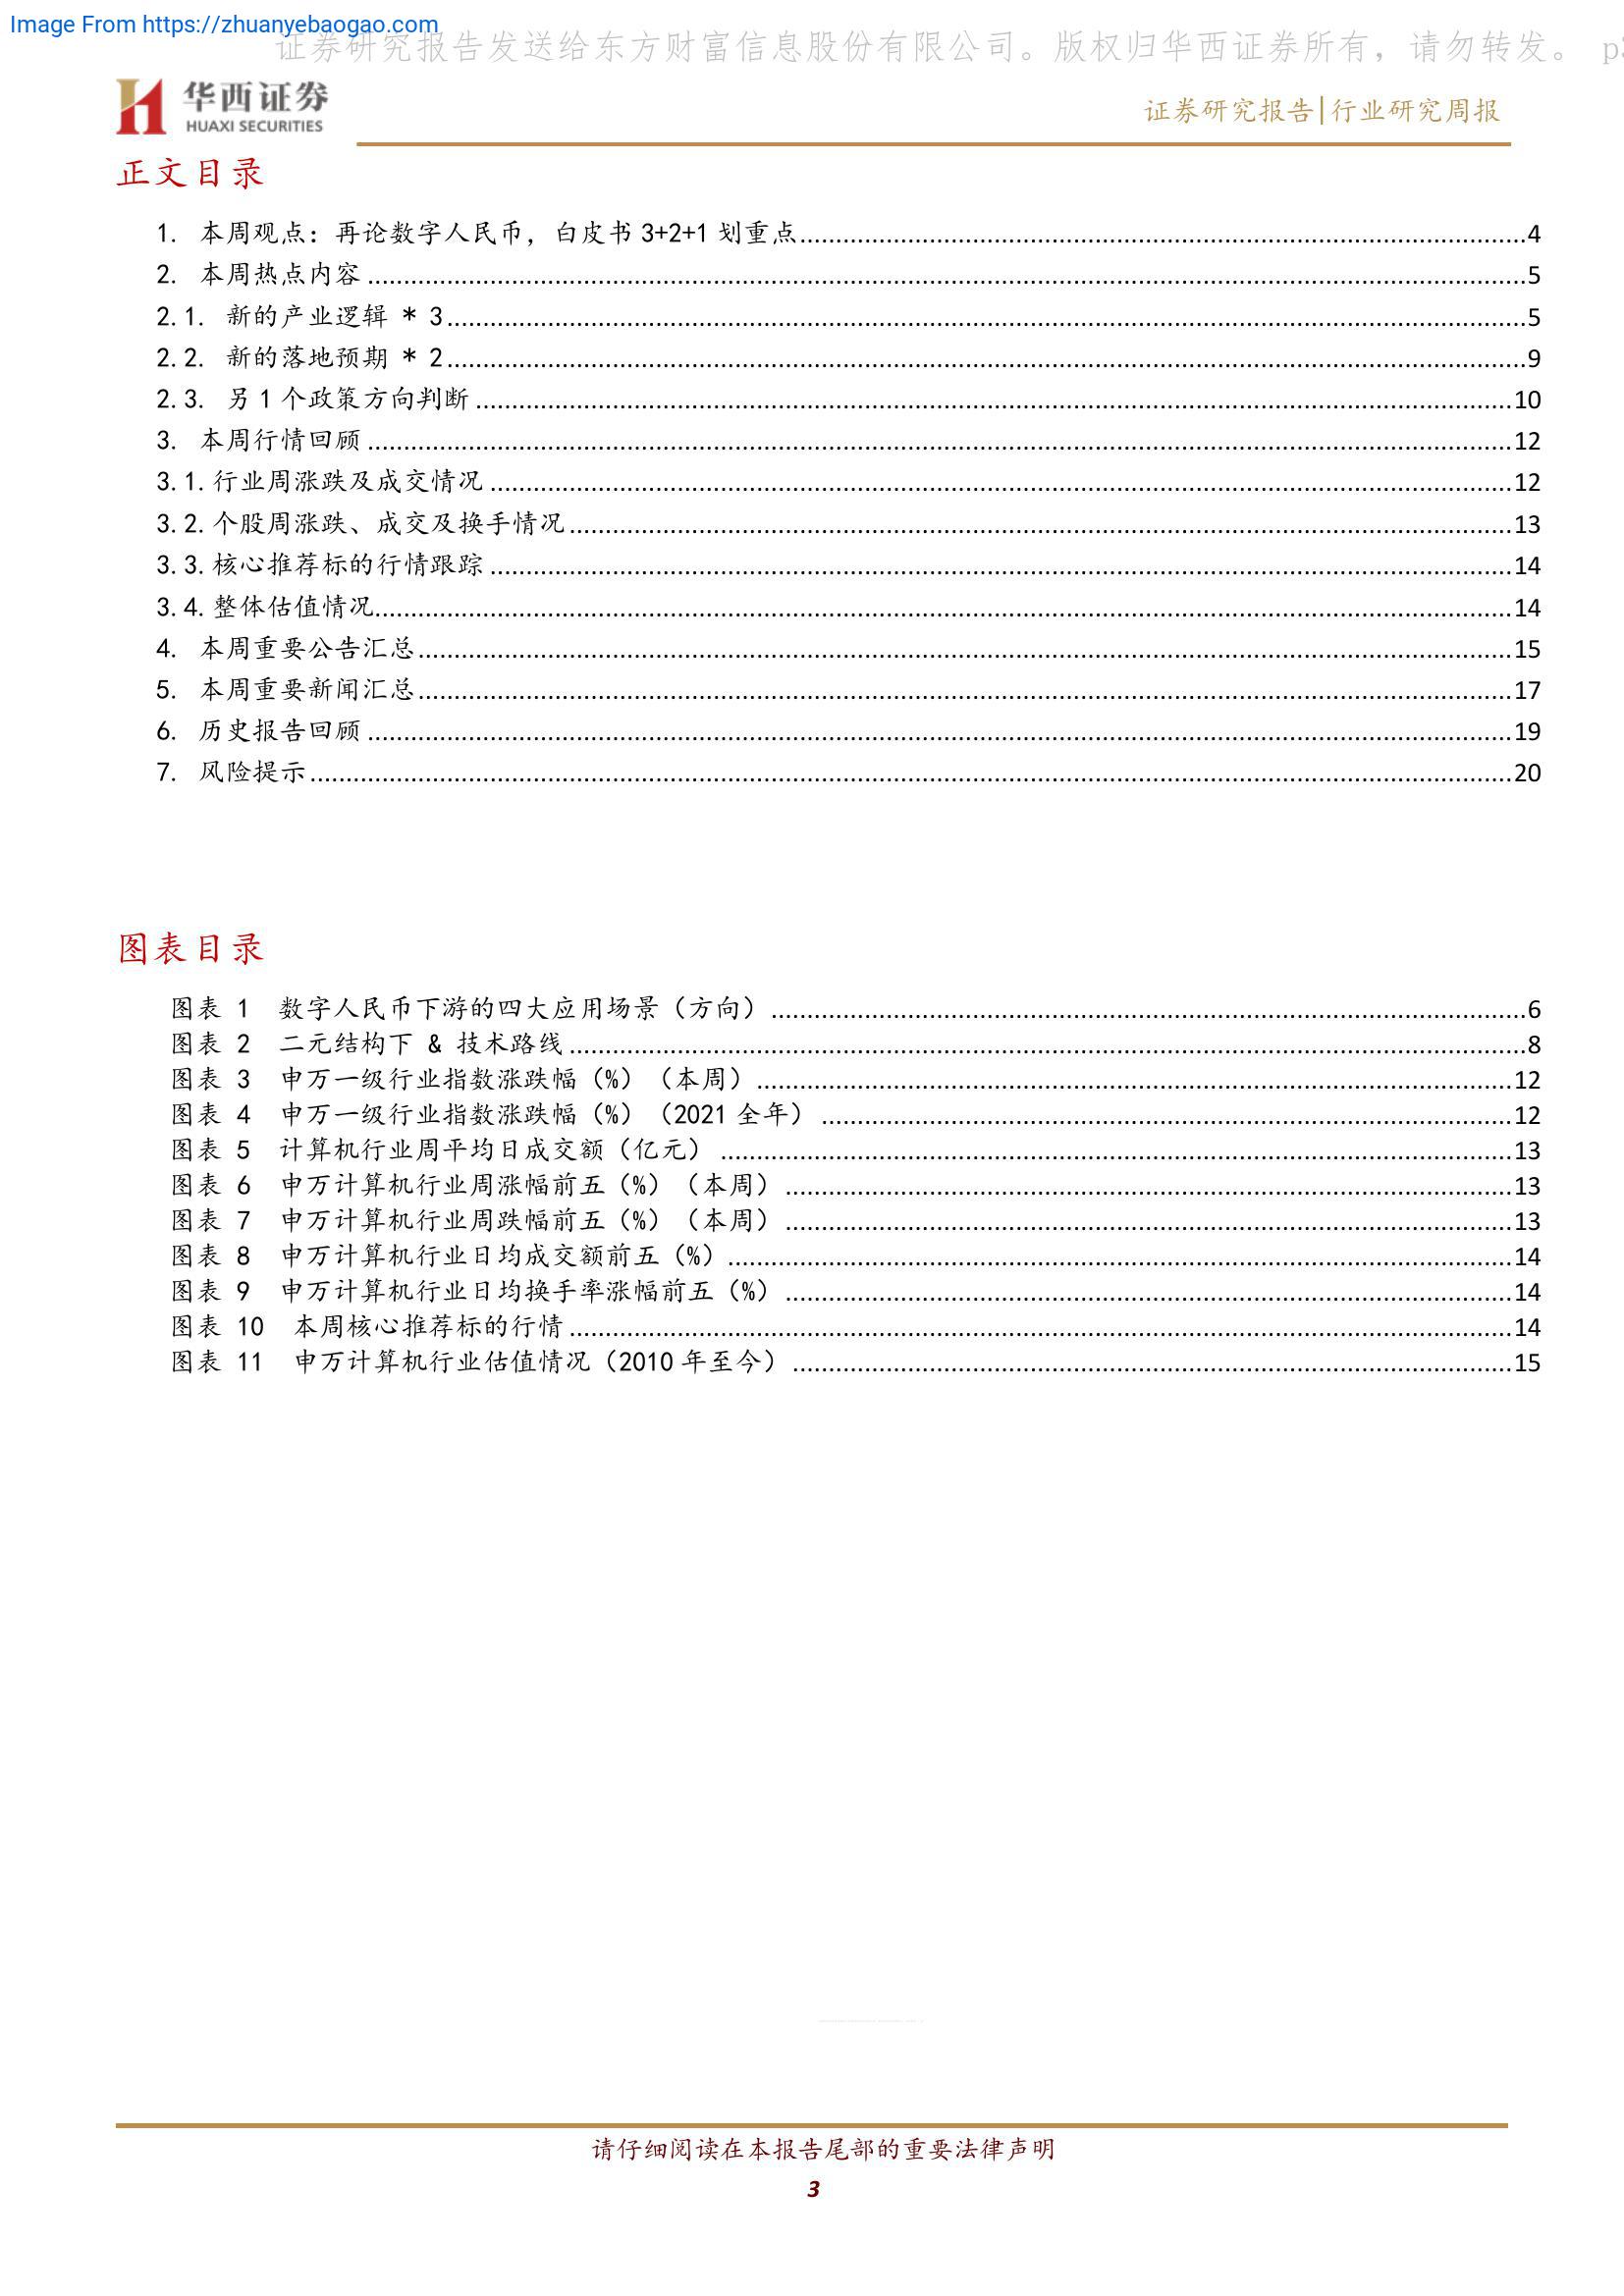 Image From https://zhuanyebaogao.com
证券研究报告发送给东方财富信息股份有限公司。版权归华西证券所有，请勿转发。 p3
华西证券
HUAXI SECURITIES
证券研究报告|行业研究周报
正文目录
1. 本周观点：再论数字人民币，白皮书 3+2+1 划重点 4
2. 本周热点内容 5
2.1. 新的产业逻辑 * 3 5
2.2. 新的落地预期 * 2 9
2.3. 另 1 个政策方向判断 10
3. 本周行情回顾 12
3.1.行业周涨跌及成交情况 12
3.2.个股周涨跌、成交及换手情况 13
3.3.核心推荐标的行情跟踪 14
3.4.整体估值情况 14
4. 本周重要公告汇总 15
5. 本周重要新闻汇总 17
6. 历史报告回顾 19
7. 风险提示 20
图表目录
图表 1 数字人民币下游的四大应用场景（方向） 6
图表 2 二元结构下 & 技术路线 8
图表 3 申万一级行业指数涨跌幅（%）（本周） 12
图表 4 申万一级行业指数涨跌幅（%）（2021 全年） 12
图表 5 计算机行业周平均日成交额（亿元） 13
图表 6 申万计算机行业周涨幅前五（%）（本周） 13
图表 7 申万计算机行业周跌幅前五（%）（本周） 13
图表 8 申万计算机行业日均成交额前五（%） 14
图表 9 申万计算机行业日均换手率涨幅前五（%） 14
图表 10 本周核心推荐标的行情 14
图表 11 申万计算机行业估值情况（2010 年至今） 15
请仔细阅读在本报告尾部的重要法律声明
3